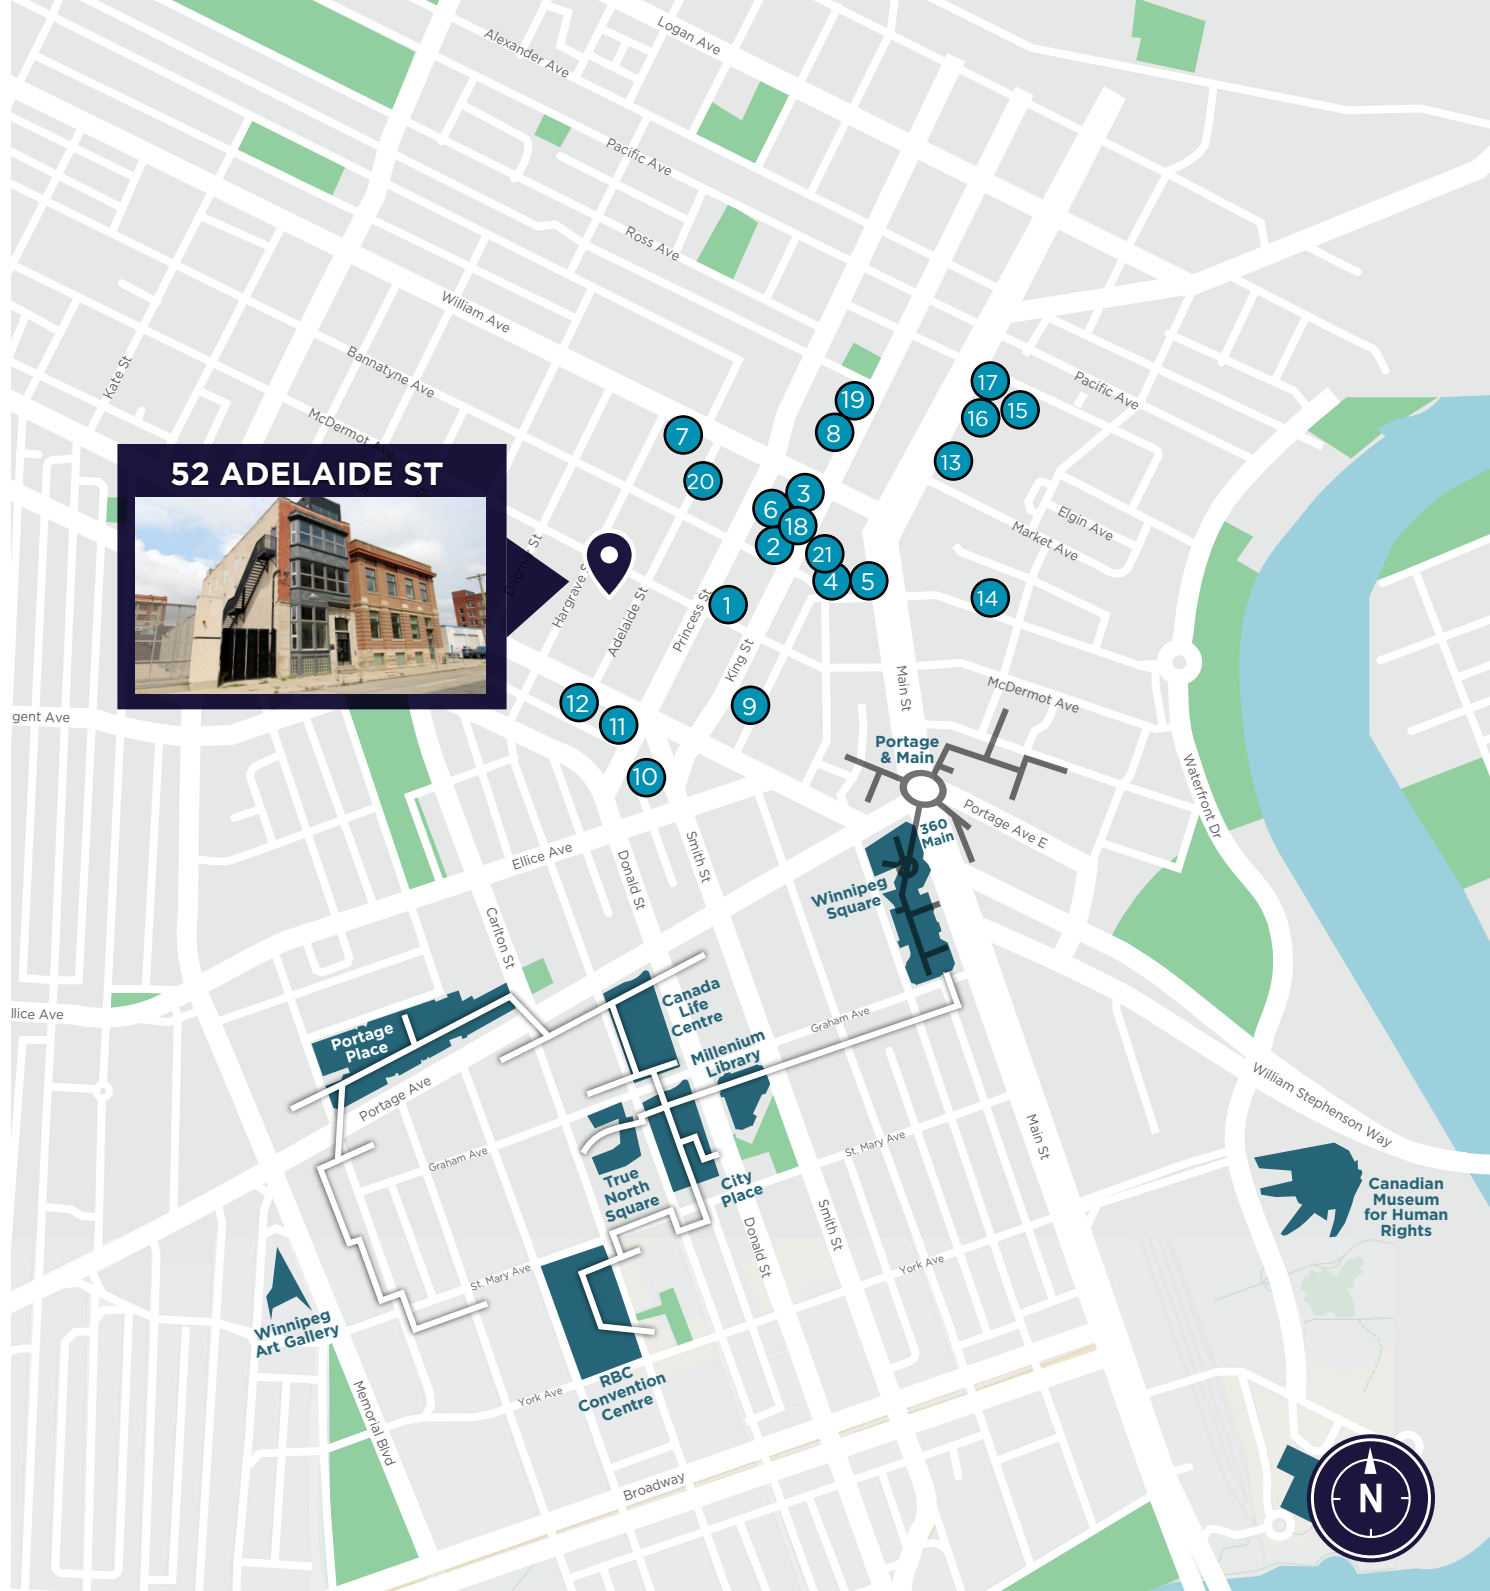 Logan Ave
Alexander Ave
Pacific Ave
Ross Ave
William Ave
Bannatyne Ave
Kate St
McDermot Ave
Pacific Ave
17
19
15
16
8
7
13
20
52 ADELAIDE ST
3
6
18
Elgin Ave
Market Ave
2
21
4
5
Hargrave S
Adelaide St
14
1
Princess St
King St
Main St
McDermot Ave
12
11
9
gent Ave
10
Portage
& Main
Waterfront Dr
Portage Ave E
360
Main
Ellice Ave
Donald St
Smith St
Winnipeg
Square
Carlton St
Canada
Life
Centre
llice Ave
Graham Ave
Portage
Place
Millenium
Library
Portage Ave
William Stephenson Way
Main St
Graham Ave
St. Mary Ave
True
North
Square
City
Place
Canadian
Museum
for Human
Rights
Smith St
Donald St
St. Mary Ave
York Ave
Winnipeg
Art Gallery
RBC
Convention
Centre
York Ave
Memorial Blvd
Broadway
N